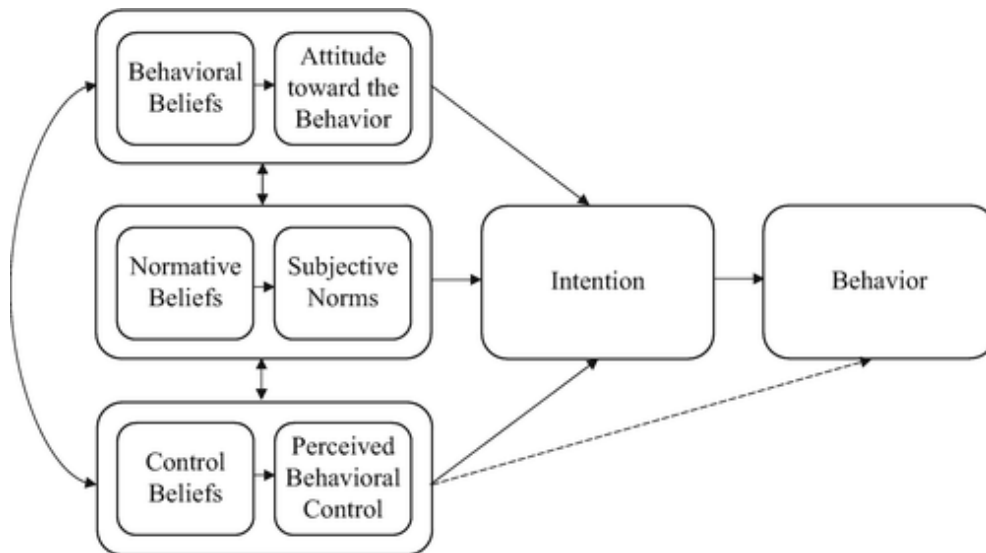 Behavioral
Beliefs
Attitude
toward the
Behavior
Normative
Beliefs
Subjective
Norms
Control
Beliefs
Perceived
Behavioral
Control
Intention
Behavior